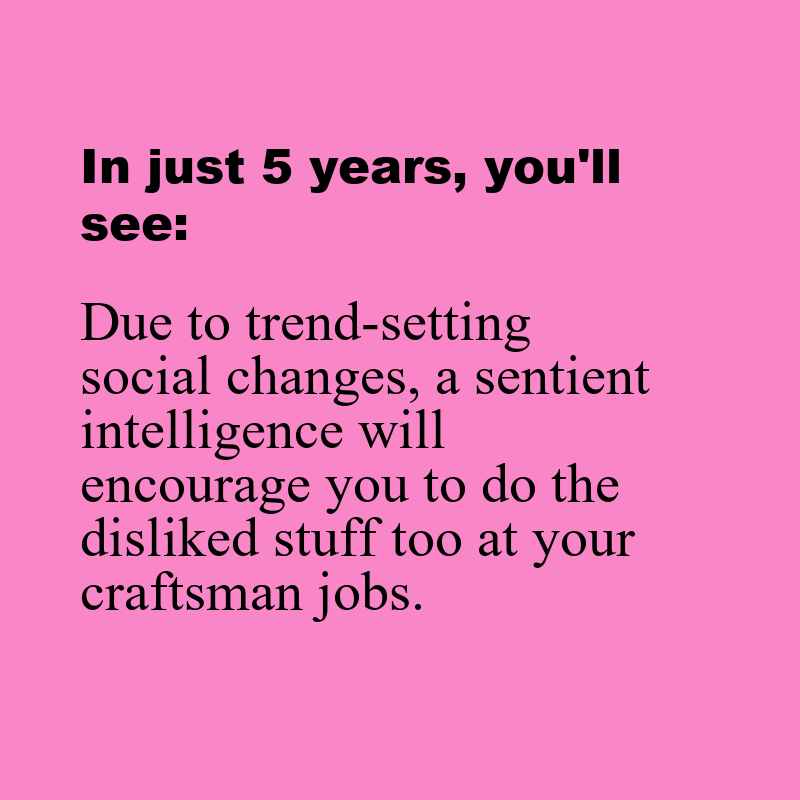 In just 5 years, you'll
see:
Due to trend-setting
social changes, a sentient
intelligence will
encourage you to do the
disliked stuff too at your
craftsman jobs.